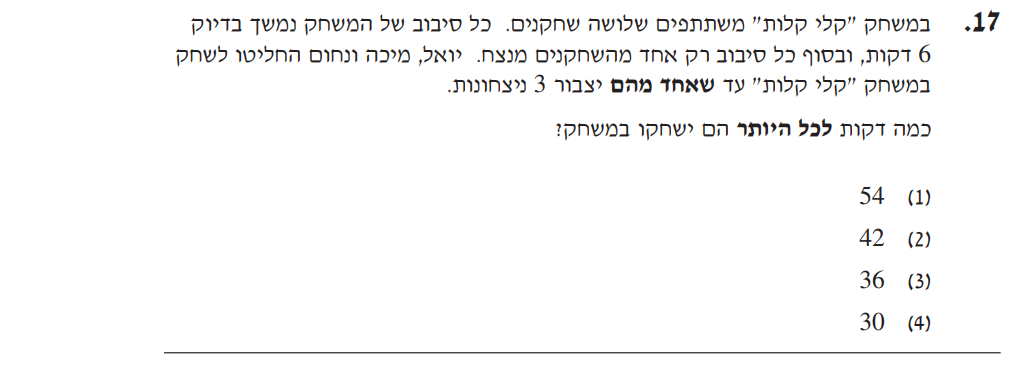 17. במשחק "קלי קלות" משתתפים שלושה שחקנים. כל סיבוב של המשחק נמשך בדיוק
6 דקות, ובסוף כל סיבוב רק אחד מהשחקנים מנצח. יואל, מיכה ונחום החליטו לשחק
במשחק "קלי קלות" עד שאחד מהם יצבור 3 ניצחונות.
כמה דקות לכל היותר הם ישחקו במשחק?
(1) 54
(2) 42
(3) 36
(4) 30